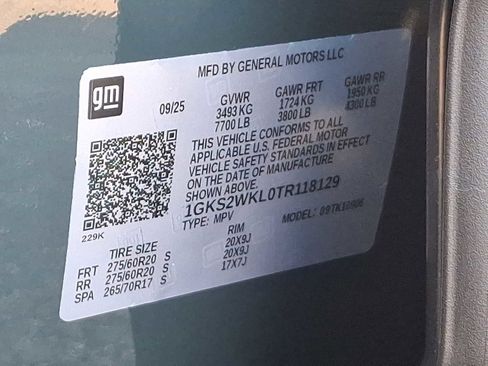 MFD BY GENERAL MOTORS LLC
gm
09/25
GVWR GAWR FRT GAWR RR
3493 KG 1724 KG 1950 KG
7700 LB 3800 LB 4300 LB
THIS VEHICLE CONFORMS TO ALL
APPLICABLE U.S. FEDERAL MOTOR
VEHICLE SAFETY STANDARDS IN EFFECT
ON THE DATE OF MANUFACTURE
SHOWN ABOVE.
1GKS2WKL0TR118129
TYPE: MPV MODEL:
229K
TIRE SIZE RIM
FRT 275/60R20 S 20X9J
RR 275/60R20 S 20X9J
SPA 265/70R17 S 17X7J